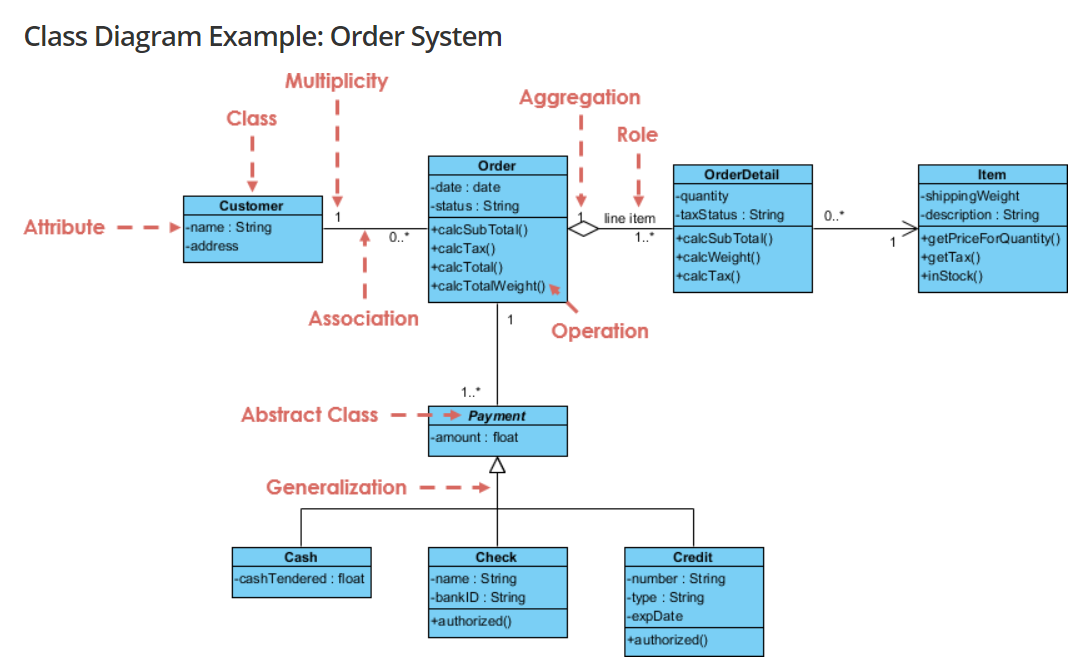 Class Diagram Example: Order System
Multiplicity
Aggregation
Class
Role
Order
-date : date
-status : String
+calcSubTotal()
+calcTax()
+calcTotal()
+calcTotalWeight()
OrderDetail
-quantity
-taxStatus : String
+calcSubTotal()
+calcWeight()
+calcTax()
Item
-shippingWeight
-description : String
+getPriceForQuantity()
+getTax()
+inStock()
Attribute
Customer
-name : String
-address
1
0..*
1
line item
1..*
0..*
1
Association
Operation
1
1..*
Abstract Class
Payment
-amount : float
Generalization
Cash
-cashTendered : float
Check
-name : String
-bankID : String
+authorized()
Credit
-number : String
-type : String
-expDate
+authorized()